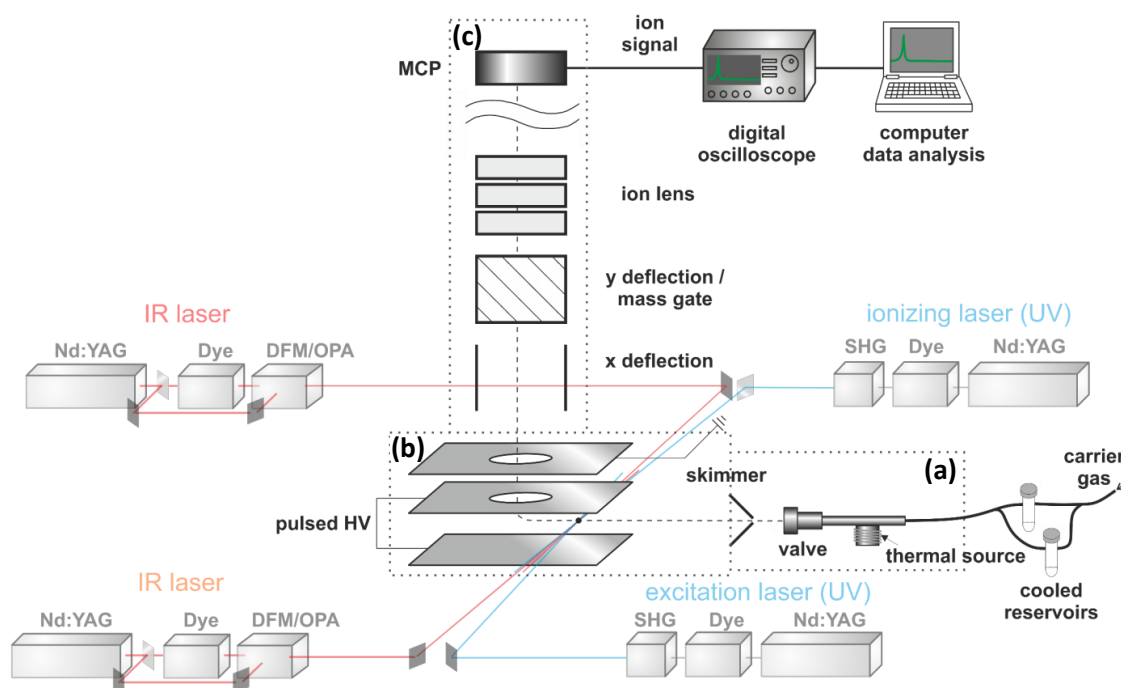 (c)
ion
signal
MCP
digital
oscilloscope
computer
data analysis
ion lens
y deflection /
mass gate
IR laser
Nd:YAG
Dye
DFM/OPA
x deflection
ionizing laser (UV)
SHG
Dye
Nd:YAG
(b)
pulsed HV
skimmer
(a)
carrier
gas
valve
thermal source
cooled
reservoirs
IR laser
Nd:YAG
Dye
DFM/OPA
excitation laser (UV)
SHG
Dye
Nd:YAG